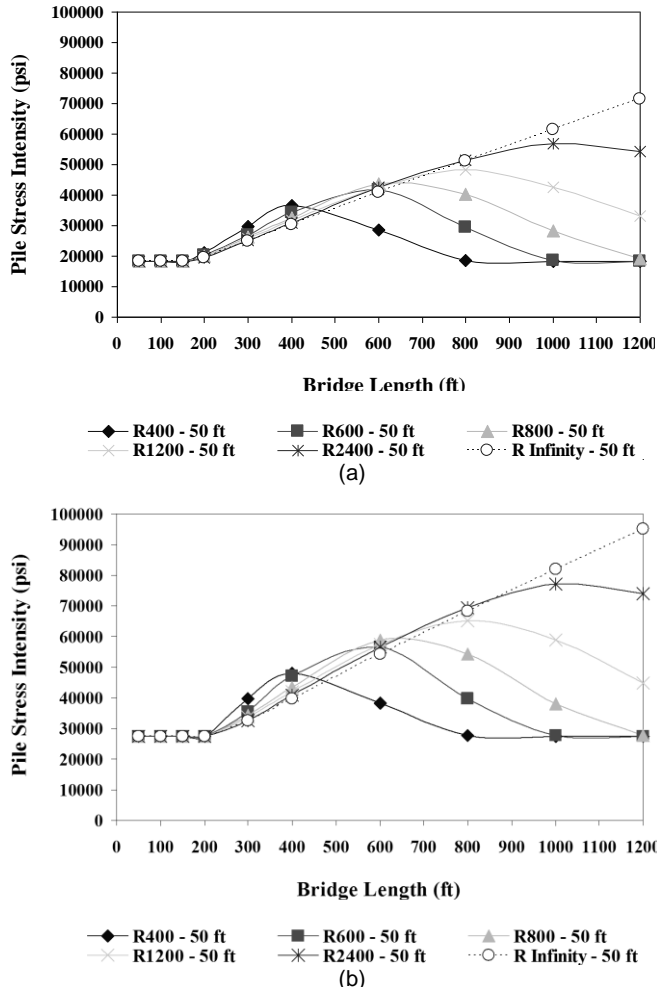 100000
90000
80000
70000
60000
50000
40000
30000
20000
10000
0
Pile Stress Intensity (psi)
0 100 200 300 400 500 600 700 800 900 1000 1100 1200
Bridge Length (ft)
R400 - 50 ft R600 - 50 ft R800 - 50 ft
R1200 - 50 ft R2400 - 50 ft R Infinity - 50 ft
(a)
100000
90000
80000
70000
60000
50000
40000
30000
20000
10000
0
Pile Stress Intensity (psi)
0 100 200 300 400 500 600 700 800 900 1000 1100 1200
Bridge Length (ft)
R400 - 50 ft R600 - 50 ft R800 - 50 ft
R1200 - 50 ft R2400 - 50 ft R Infinity - 50 ft
(b)